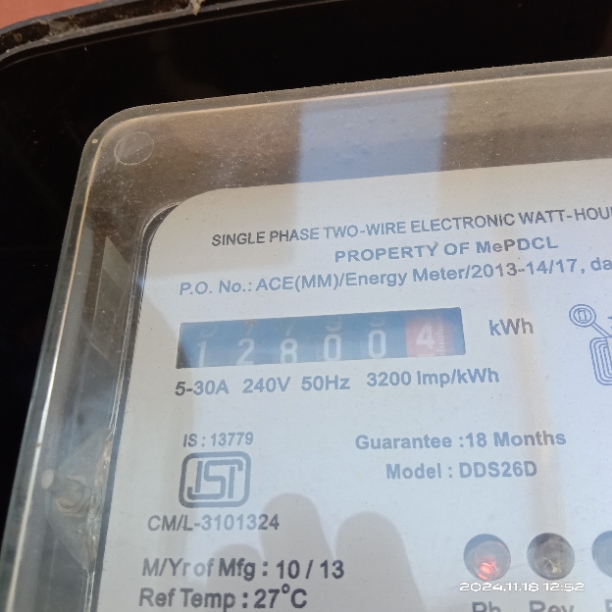 SINGLE PHASE TWO-WIRE ELECTRONIC WATT-HOU
PROPERTY OF MePDCL
P.O. No.: ACE(MM)/Energy Meter/2013-14/17, da
128004 kWh
5-30A 240V 50Hz 3200 Imp/kWh
IS : 13779
Guarantee :18 Months
ISI
Model : DDS26D
CM/L-3101324
M/Yr of Mfg : 10 / 13
Ref Temp : 27°C
Ph Rev
2024.11.18 12:52